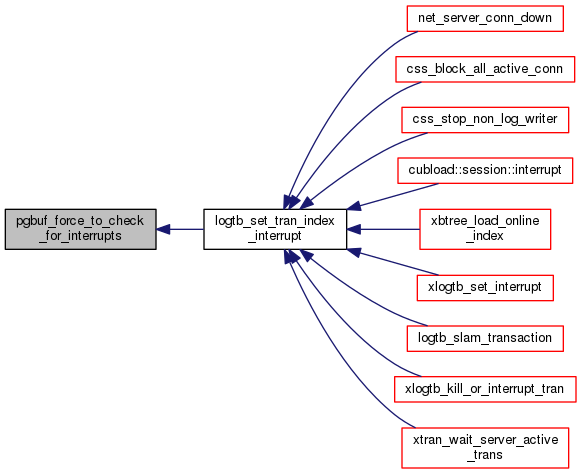 pgbuf_force_to_check
_for_interrupts
logtb_set_tran_index
_interrupt
net_server_conn_down
css_block_all_active_conn
css_stop_non_log_writer
cubload::session::interrupt
xbtree_load_online
_index
xlogtb_set_interrupt
logtb_slam_transaction
xlogtb_kill_or_interrupt_tran
xtran_wait_server_active
_trans